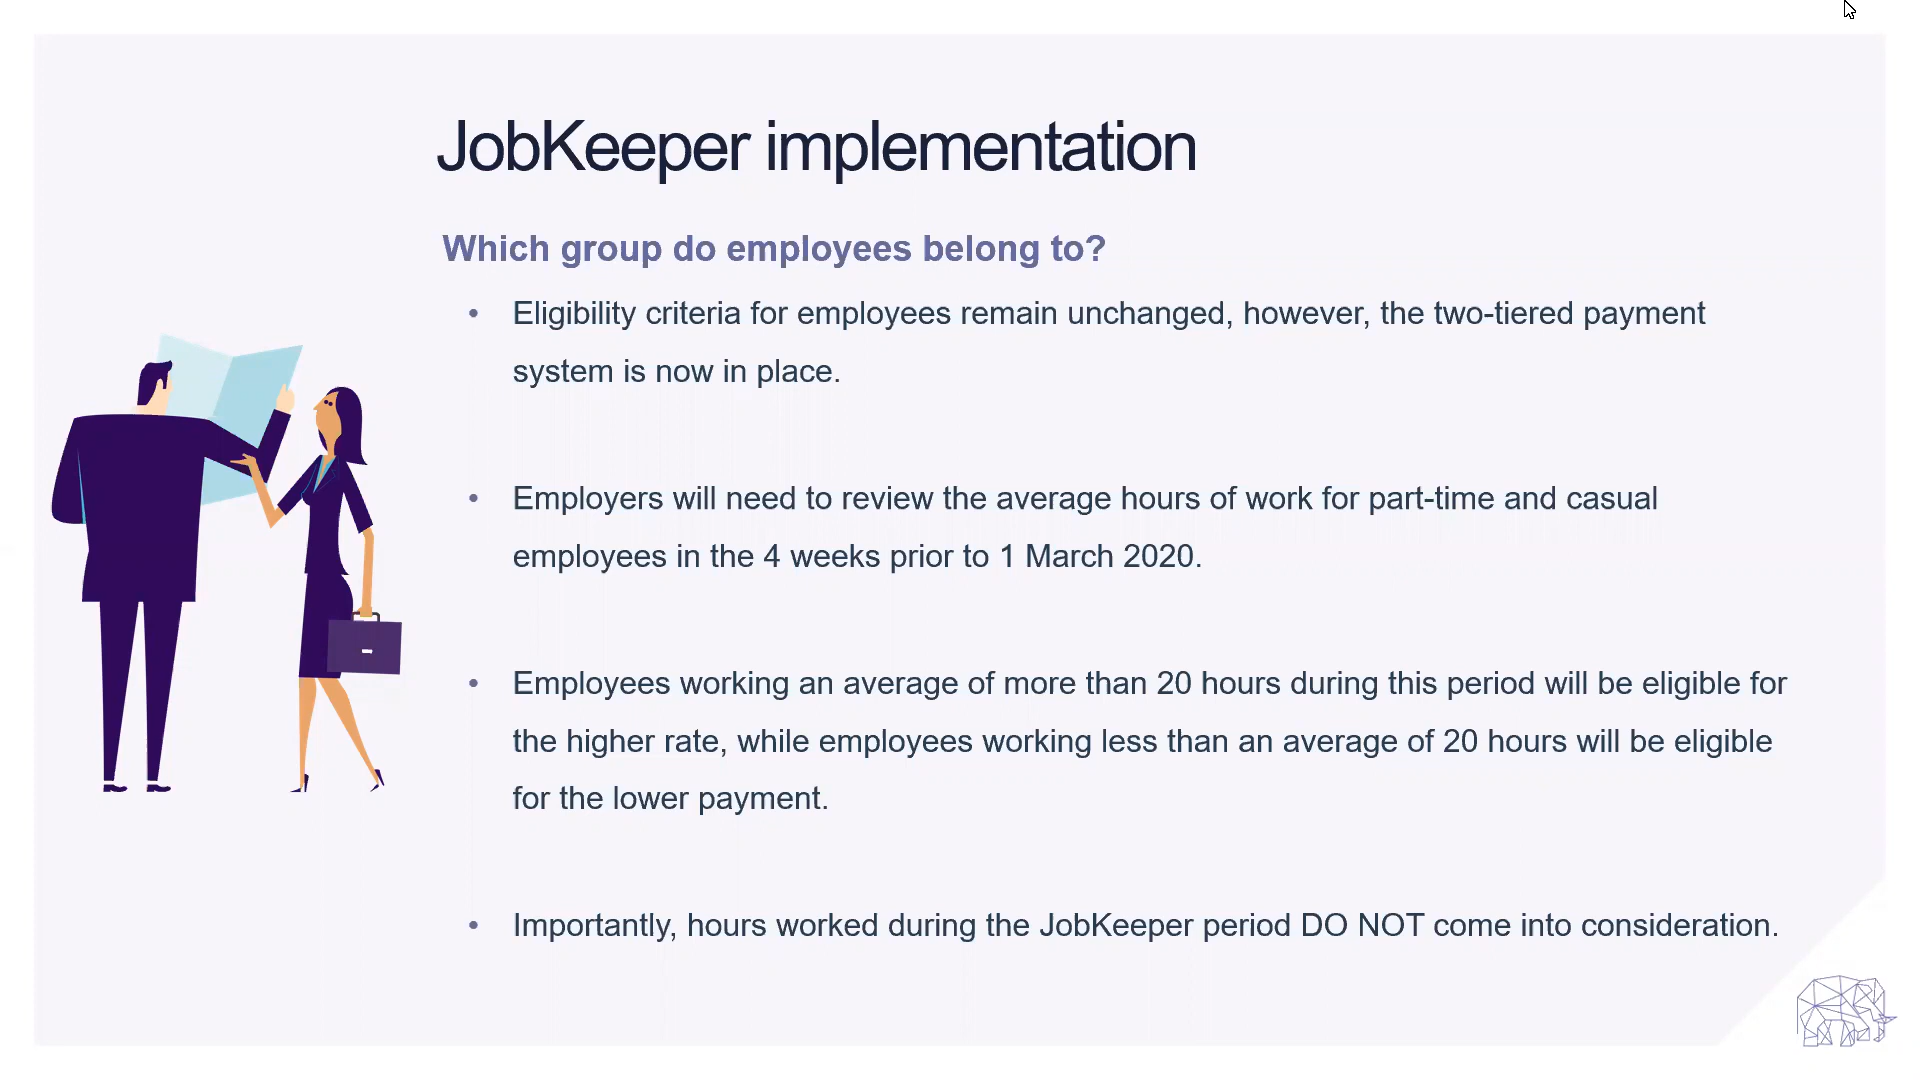 JobKeeper implementation
Which group do employees belong to?
• Eligibility criteria for employees remain unchanged, however, the two-tiered payment
system is now in place.
• Employers will need to review the average hours of work for part-time and casual
employees in the 4 weeks prior to 1 March 2020.
• Employees working an average of more than 20 hours during this period will be eligible for
the higher rate, while employees working less than an average of 20 hours will be eligible
for the lower payment.
• Importantly, hours worked during the JobKeeper period DO NOT come into consideration.